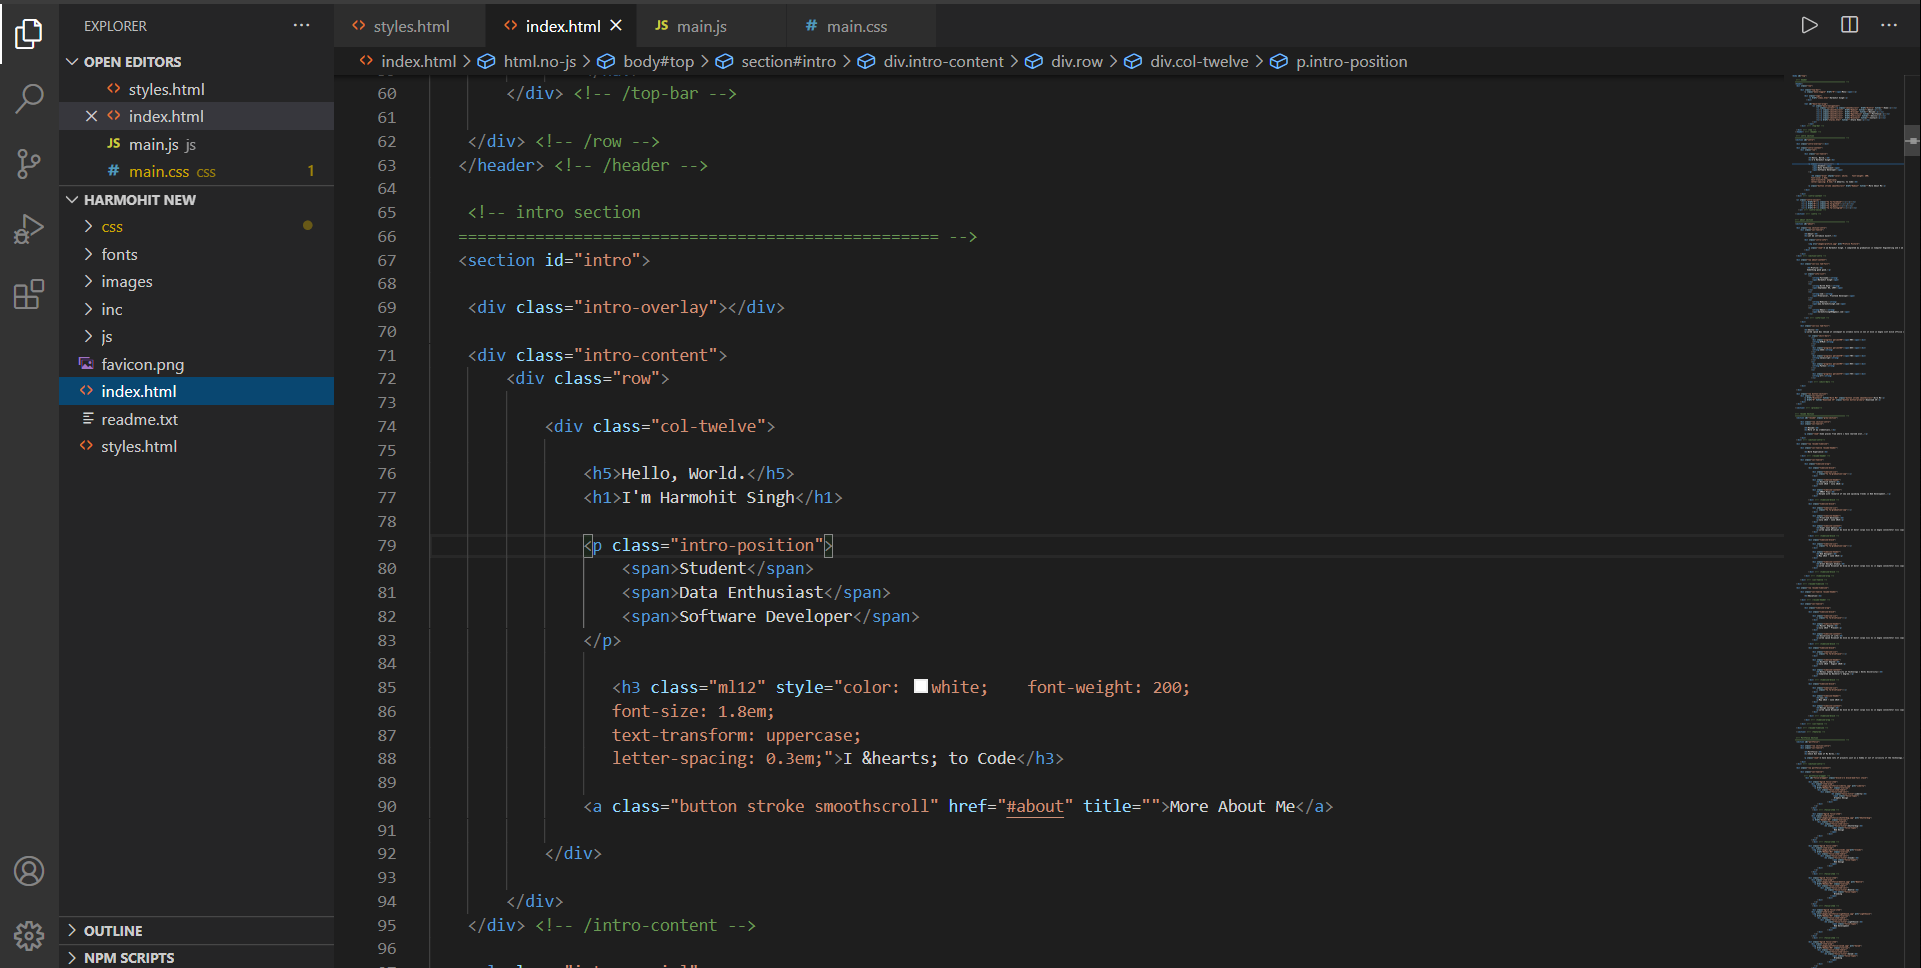 EXPLORER
OPEN EDITORS
styles.html
index.html
main.js js
main.css css 1
HARMOHIT NEW
css
fonts
images
inc
js
favicon.png
index.html
readme.txt
styles.html
OUTLINE
NPM SCRIPTS
styles.html index.html main.js main.css
index.html > html.no-js > body#top > section#intro > div.intro-content > div.row > div.col-twelve > p.intro-position
60 </div> <!-- /top-bar -->
61
62 </div> <!-- /row -->
63 </header> <!-- /header -->
64
65 <!-- intro section
66 ================================================== -->
67 <section id="intro">
68
69 <div class="intro-overlay"></div>
70
71 <div class="intro-content">
72 <div class="row">
73
74 <div class="col-twelve">
75
76 <h5>Hello, World.</h5>
77 <h1>I'm Harmohit Singh</h1>
78
79 <p class="intro-position">
80 <span>Student</span>
81 <span>Data Enthusiast</span>
82 <span>Software Developer</span>
83 </p>
84
85 <h3 class="ml12" style="color: white; font-weight: 200;
86 font-size: 1.8em;
87 text-transform: uppercase;
88 letter-spacing: 0.3em;">I &hearts; to Code</h3>
89
90 <a class="button stroke smoothscroll" href="#about" title="">More About Me</a>
91
92 </div>
93
94 </div>
95 </div> <!-- /intro-content -->
96